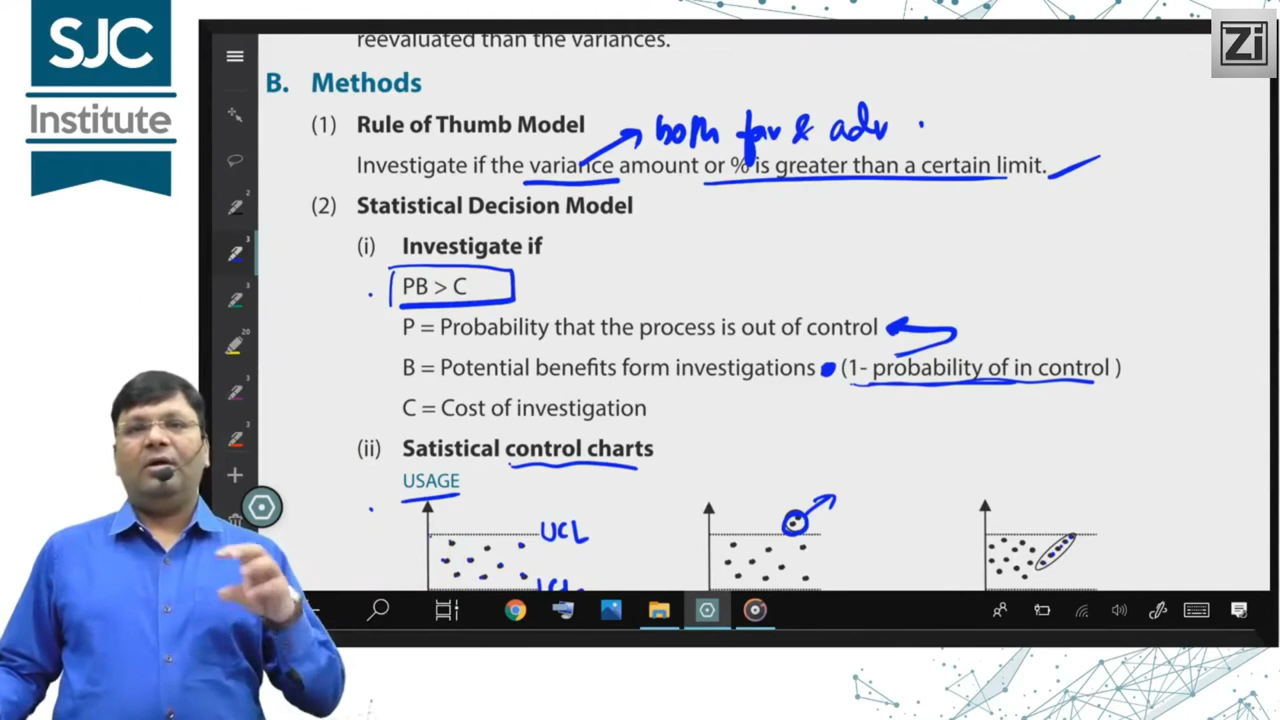 SJC
Institute
Zi
reevaluated than the variances.
B. Methods
(1) Rule of Thumb Model
both fav & adv
Investigate if the variance amount or % is greater than a certain limit.
(2) Statistical Decision Model
(i) Investigate if
PB > C
P = Probability that the process is out of control
B = Potential benefits form investigations (1- probability of in control )
C = Cost of investigation
(ii) Satistical control charts
USAGE
UCL
LCL